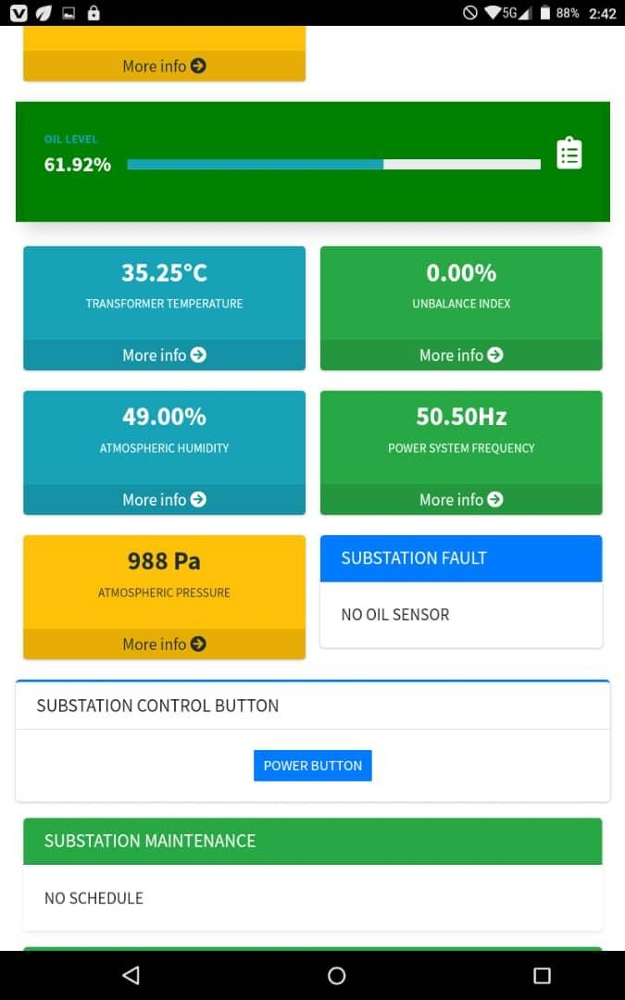 5G 88% 2:42
More info
OIL LEVEL
61.92%
35.25°C
TRANSFORMER TEMPERATURE
More info
0.00%
UNBALANCE INDEX
More info
49.00%
ATMOSPHERIC HUMIDITY
More info
50.50Hz
POWER SYSTEM FREQUENCY
More info
988 Pa
ATMOSPHERIC PRESSURE
More info
SUBSTATION FAULT
NO OIL SENSOR
SUBSTATION CONTROL BUTTON
POWER BUTTON
SUBSTATION MAINTENANCE
NO SCHEDULE